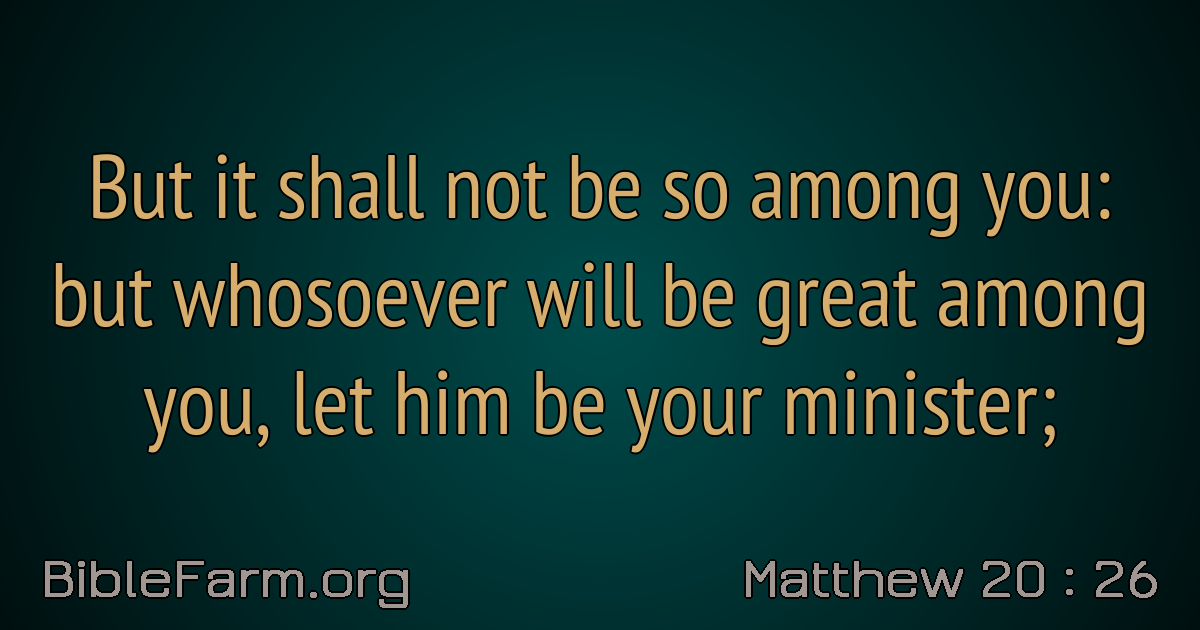 But it shall not be so among you:
but whosoever will be great among
you, let him be your minister;
BibleFarm.org
Matthew 20 : 26